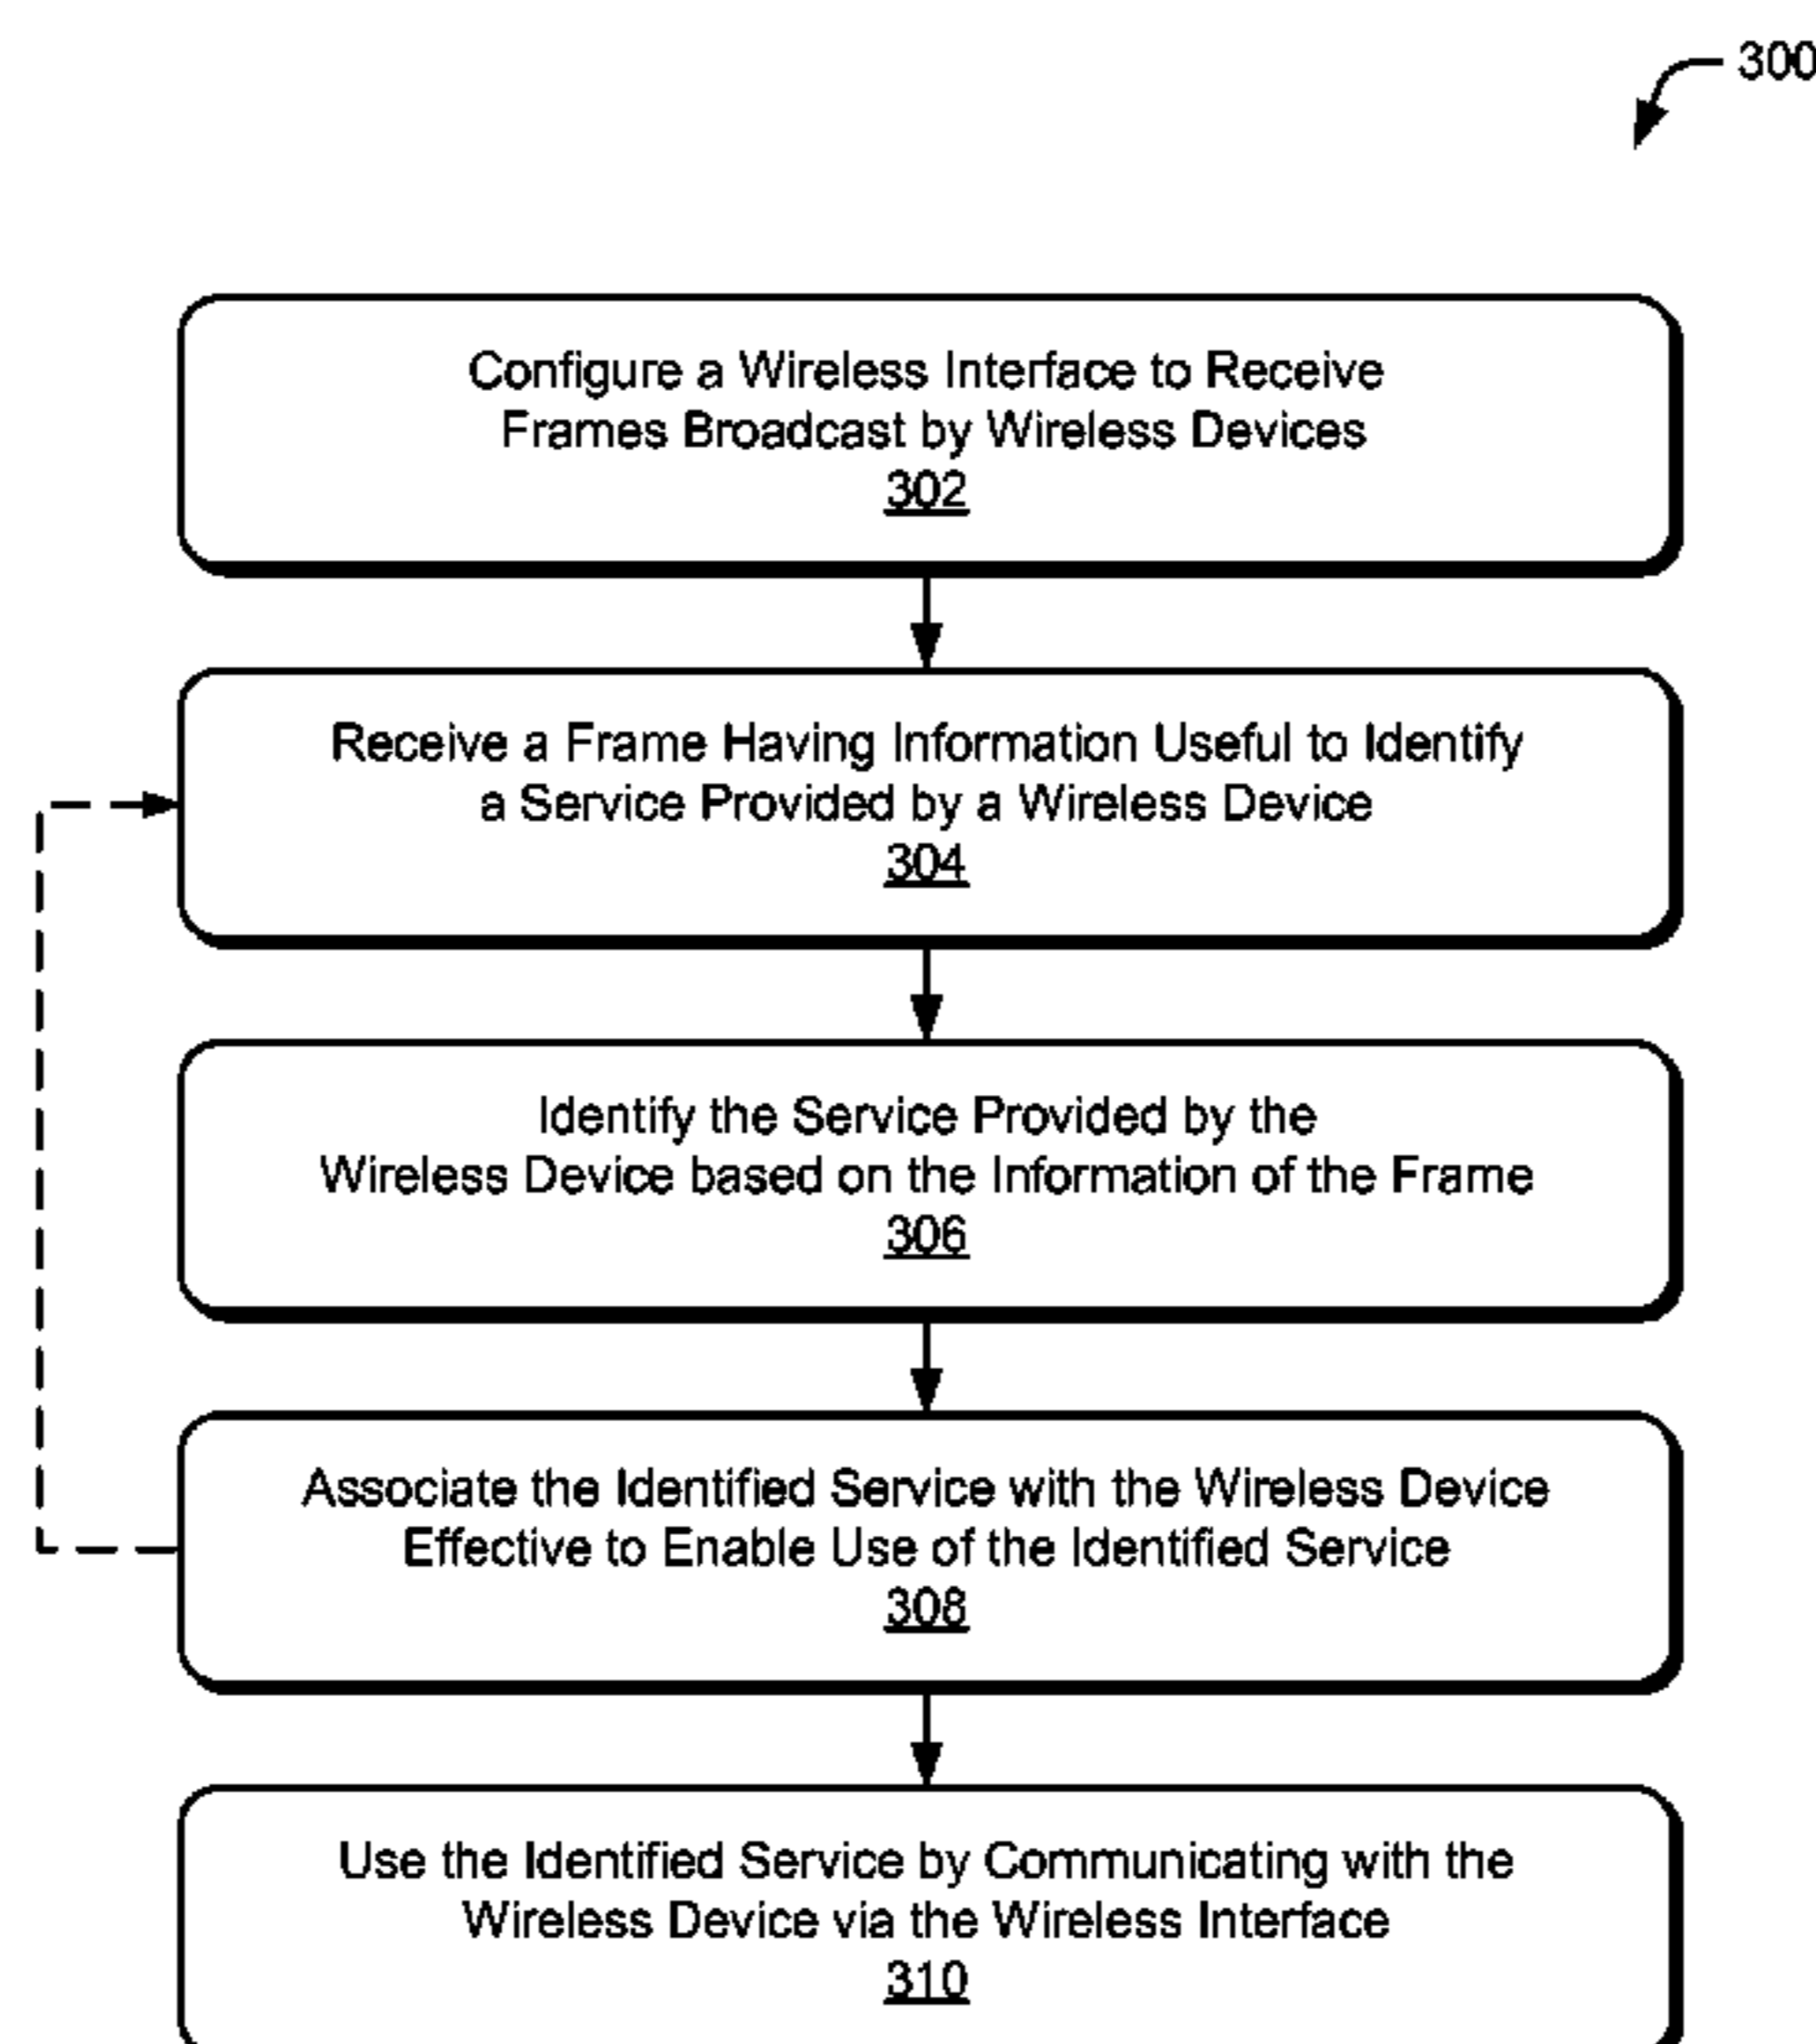 300
Configure a Wireless Interface to Receive
Frames Broadcast by Wireless Devices
302
Receive a Frame Having Information Useful to Identify
a Service Provided by a Wireless Device
304
Identify the Service Provided by the
Wireless Device based on the Information of the Frame
306
Associate the Identified Service with the Wireless Device
Effective to Enable Use of the Identified Service
308
Use the Identified Service by Communicating with the
Wireless Device via the Wireless Interface
310